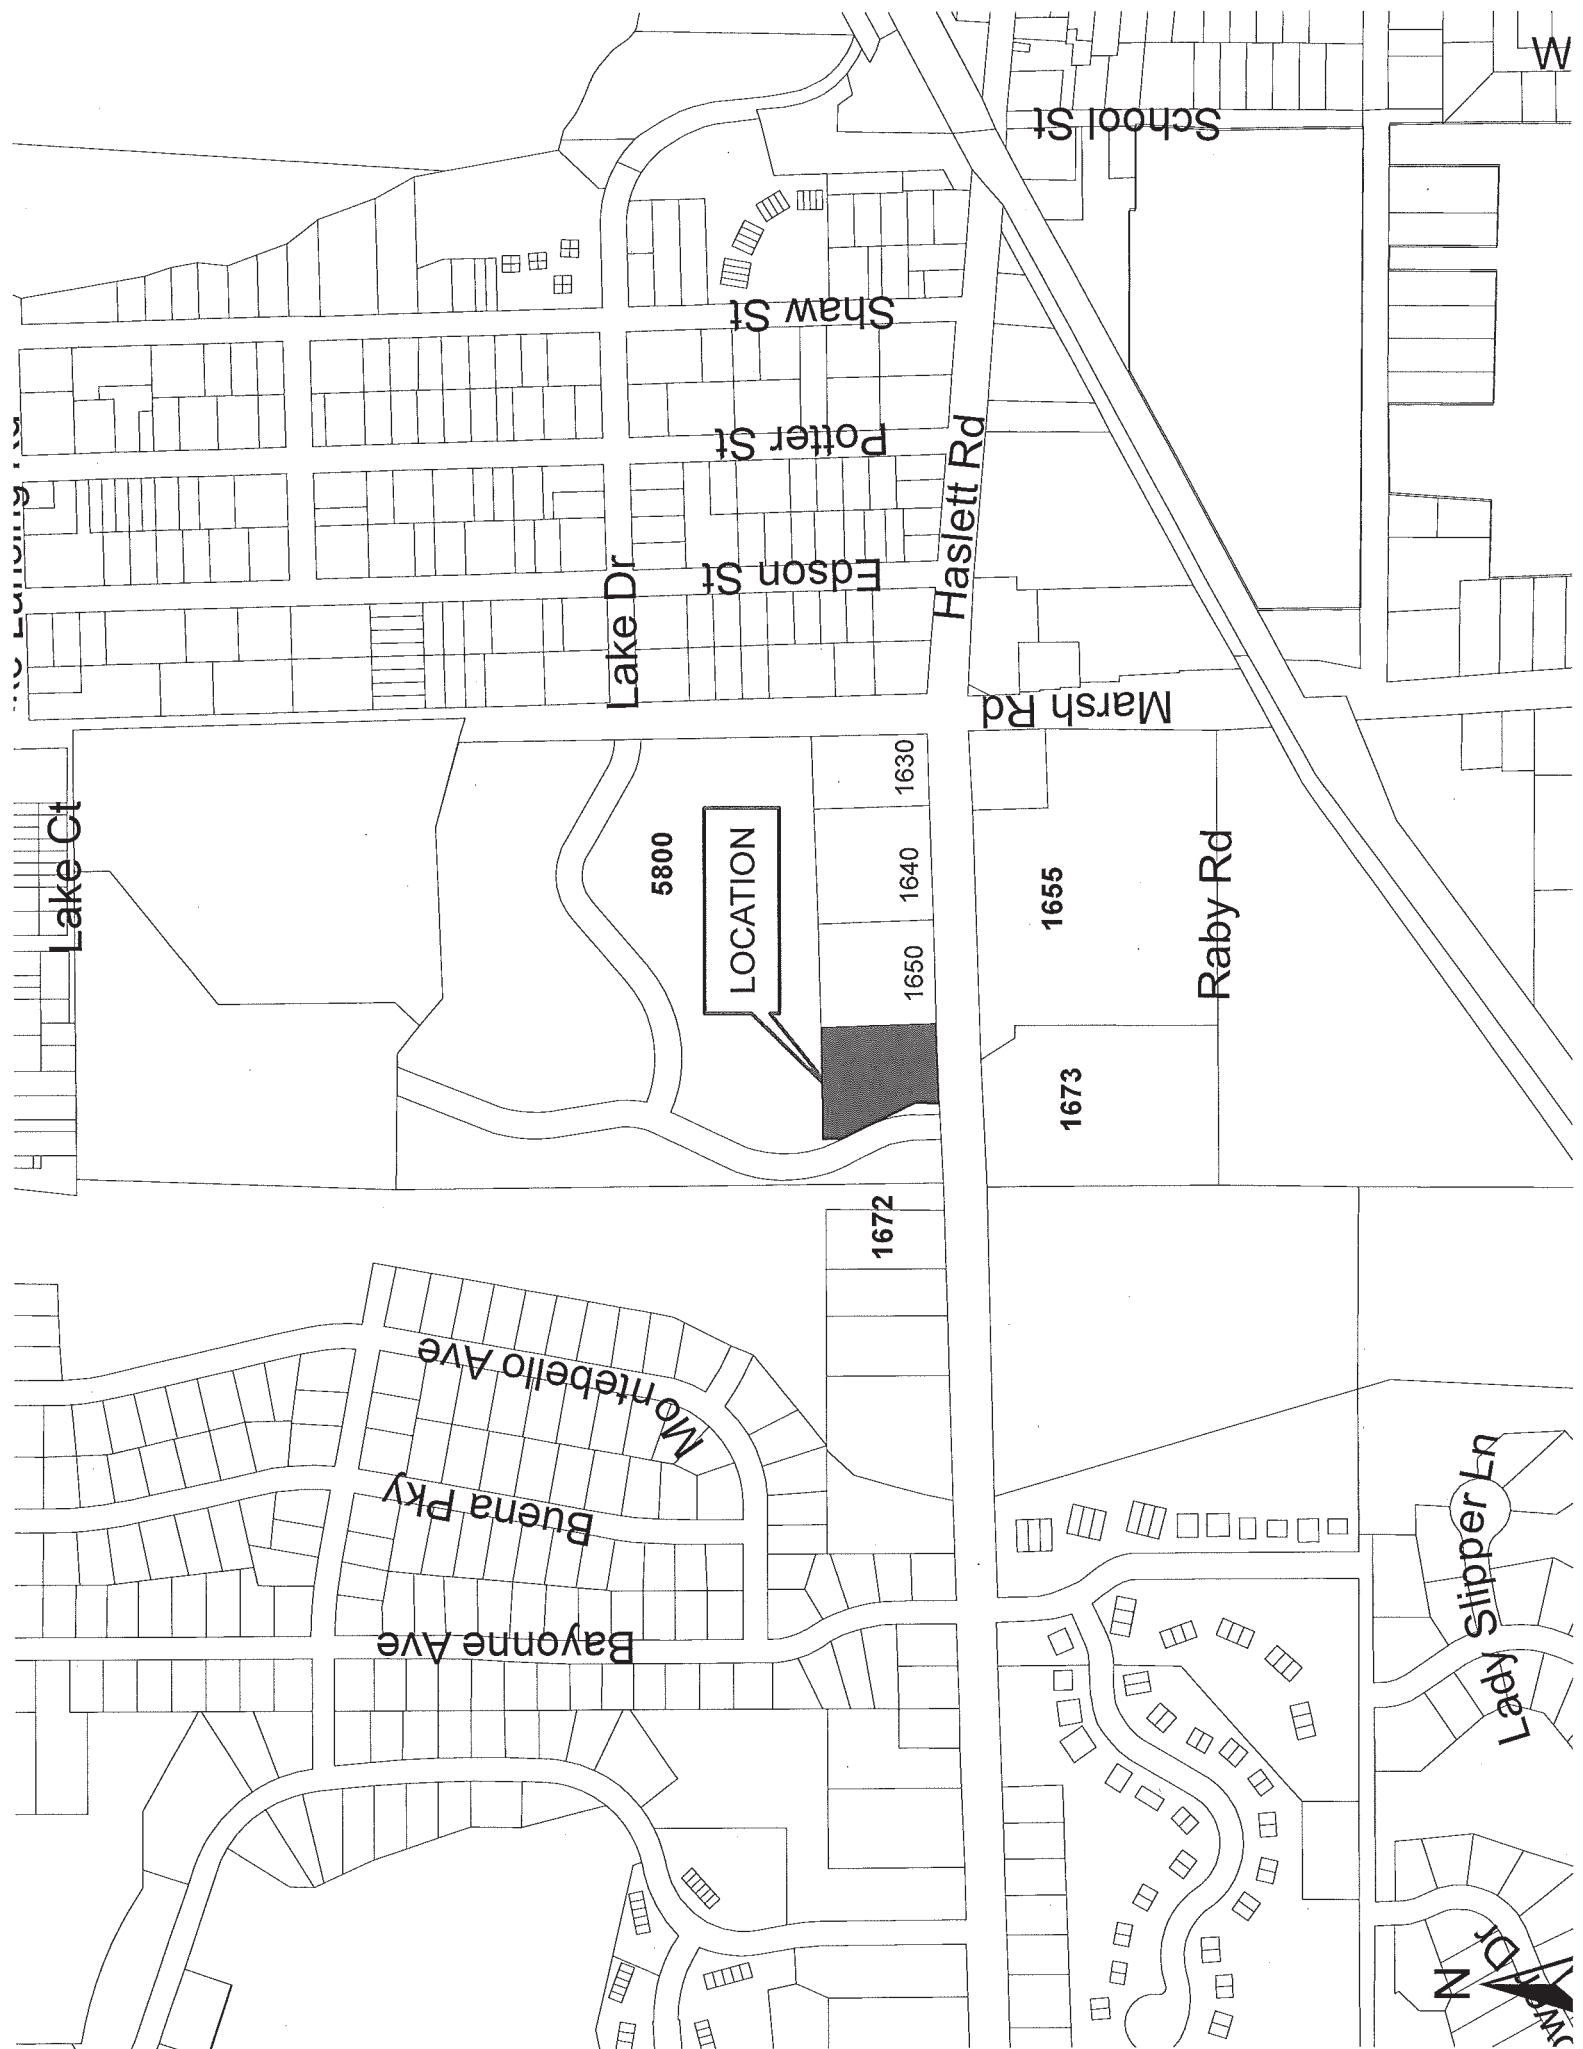 Lake Ct
Lake Dr
Montebello Ave
Buena Pky
Bayonne Ave
5800
LOCATION
Shaw St
Potter St
Edson St
1672
1650
1640
1630
Haslett Rd
School St
Marsh Rd
1673
1655
Raby Rd
Lady Slipper Ln
N
Dr